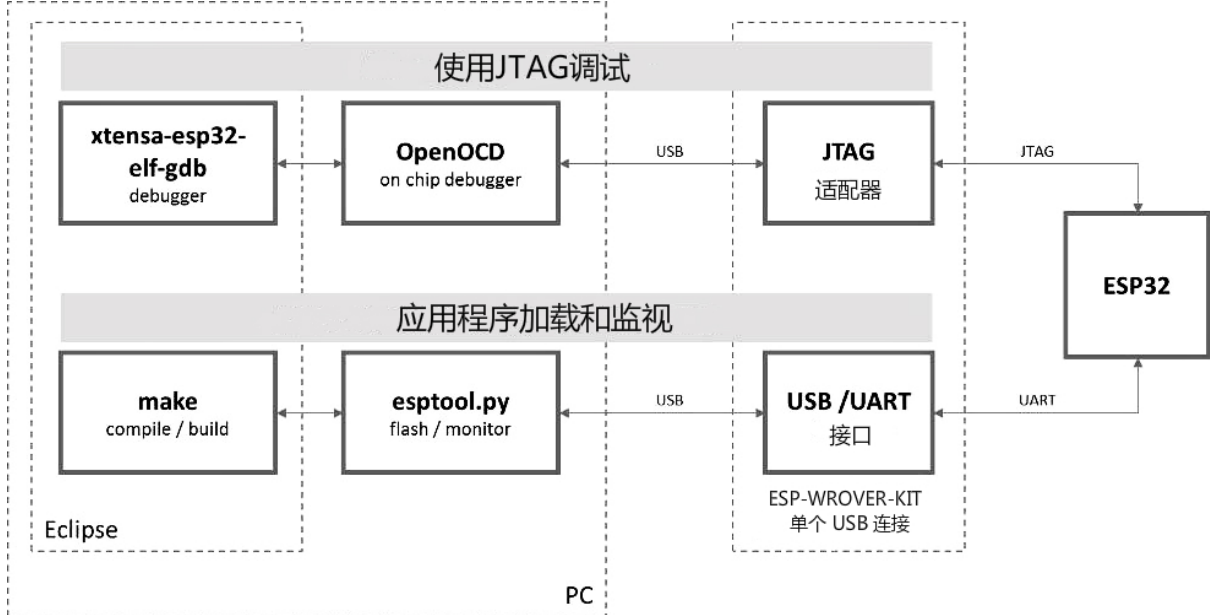 使用JTAG调试
xtensa-esp32-
elf-gdb
debugger
OpenOCD
on chip debugger
USB
JTAG
适配器
JTAG
ESP32
应用程序加载和监视
make
compile / build
esptool.py
flash / monitor
USB
USB /UART
接口
UART
ESP-WROVER-KIT
单个 USB 连接
Eclipse
PC